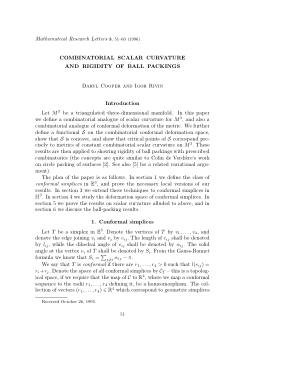 Mathematical Research Letters 3, 51–60 (1996)
COMBINATORIAL SCALAR CURVATURE
AND RIGIDITY OF BALL PACKINGS
Daryl Cooper and Igor Rivin
Introduction
Let M³ be a triangulated three-dimensional manifold. In this paper
we define a combinatorial analogue of scalar curvature for M³, and also a
combinatorial analogue of conformal deformation of the metric. We further
define a functional S on the combinatorial conformal deformation space,
show that S is concave, and show that critical points of S correspond pre-
cisely to metrics of constant combinatorial scalar curvature on M³. These
results are then applied to showing rigidity of ball packings with prescribed
combinatorics (the concepts are quite similar to Colin de Verdière's work
on circle packing of surfaces [2]. See also [5] for a related variational argu-
ment).
The plan of the paper is as follows. In section 1 we define the class of
conformal simplices in 𝔼³, and prove the necessary local versions of our
results. In section 3 we extend these techniques to conformal simplices in
ℍ³. In section 4 we study the deformation space of conformal simplices. In
section 5 we prove the results on scalar curvature alluded to above, and in
section 6 we discuss the ball-packing results.
1. Conformal simplices
Let T be a simplex in 𝔼³. Denote the vertices of T by v₁, . . . , v₄, and
denote the edge joining vᵢ and vⱼ by eᵢⱼ. The length of eᵢⱼ shall be denoted
by lᵢⱼ, while the dihedral angle of eᵢⱼ shall be denoted by αᵢⱼ. The solid
angle at the vertex vᵢ of T shall be denoted by Sᵢ. From the Gauss-Bonnet
formula we know that Sᵢ = ∑ⱼ≠ᵢ αᵢⱼ − π.
We say that T is conformal if there are r₁, . . . , r₄ > 0 such that l(eᵢⱼ) =
rᵢ+rⱼ. Denote the space of all conformal simplices by 𝒞𝒯 – this is a topolog-
ical space, if we require that the map of 𝒞 to ℝ⁴, where we map a conformal
simplex to the radii r₁, . . . , r₄ defining it, be a homeomorphism. The col-
lection of vectors (r₁, . . . , r₄) ∈ ℝ⁴ which correspond to geometric simplices
Received October 20, 1995.
51